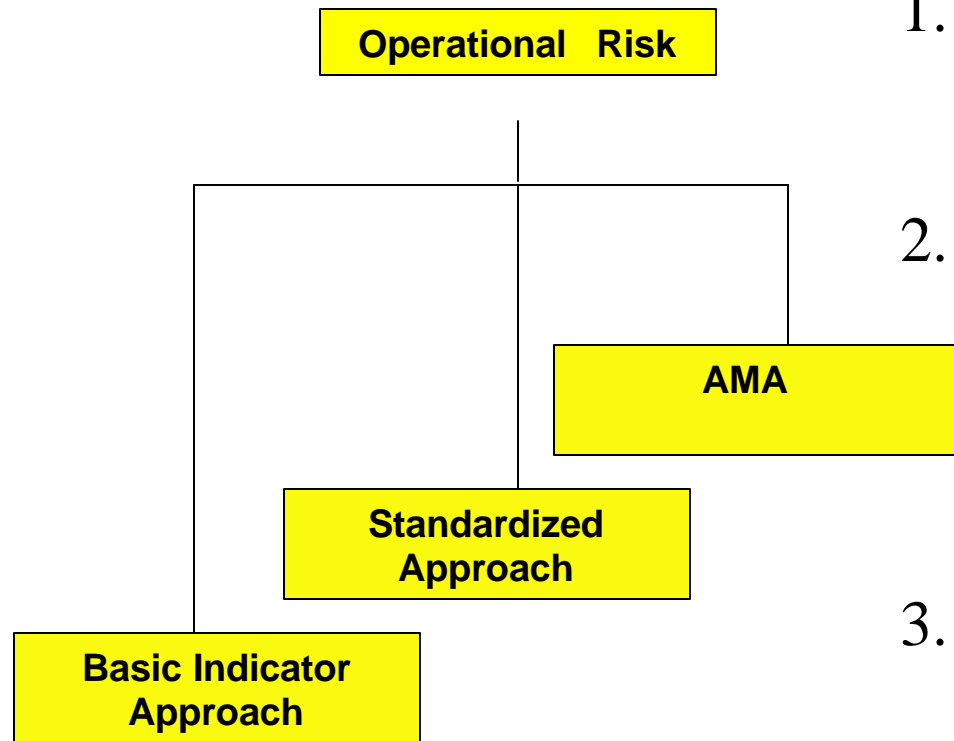 Operational Risk
1.
2.
AMA
Standardized
Approach
3.
Basic Indicator
Approach